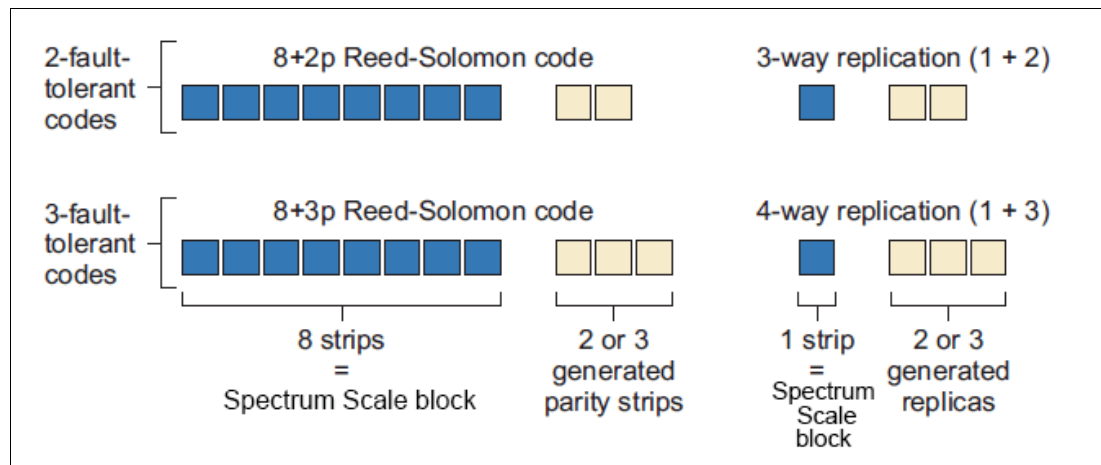 2-fault-
tolerant
codes
8+2p Reed-Solomon code
3-way replication (1 + 2)
3-fault-
tolerant
codes
8+3p Reed-Solomon code
4-way replication (1 + 3)
8 strips
=
Spectrum Scale block
2 or 3
generated
parity strips
1 strip
=
Spectrum
Scale
block
2 or 3
generated
replicas